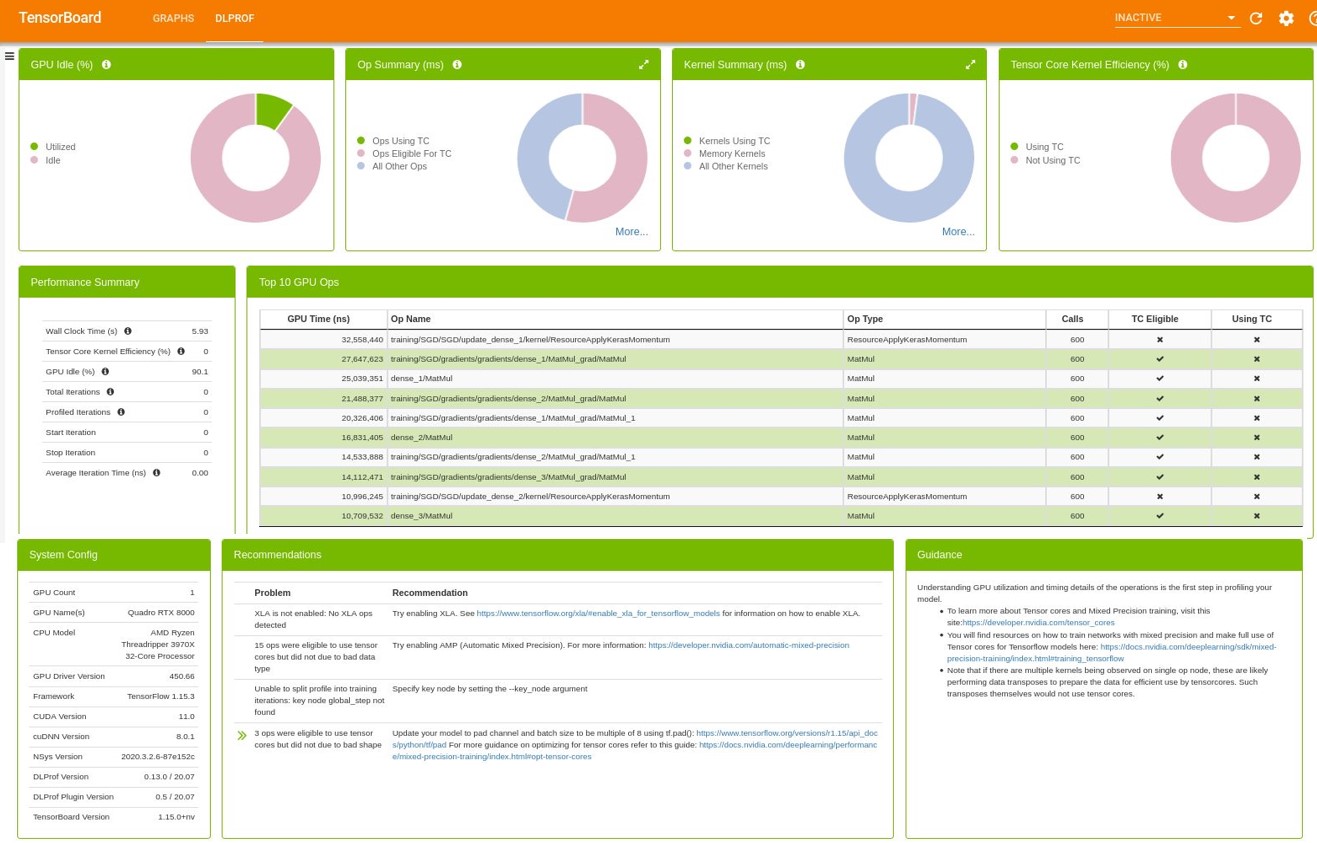 TensorBoard
GRAPHS
DLPROF
INACTIVE
GPU Idle (%)
Utilized
Idle
Op Summary (ms)
Ops Using TC
Ops Eligible For TC
All Other Ops
More...
Kernel Summary (ms)
Kernels Using TC
Memory Kernels
All Other Kernels
More...
Tensor Core Kernel Efficiency (%)
Using TC
Not Using TC
Performance Summary
Wall Clock Time (s) 5.93
Tensor Core Kernel Efficiency (%) 0
GPU Idle (%) 90.1
Total Iterations 0
Profiled Iterations 0
Start Iteration 0
Stop Iteration 0
Average Iteration Time (ns) 0.00
Top 10 GPU Ops
GPU Time (ns) Op Name Op Type Calls TC Eligible Using TC
32,558,440 training/SGD/SGD/update_dense_1/kernel/ResourceApplyKerasMomentum ResourceApplyKerasMomentum 600 ✖ ✖
27,647,623 training/SGD/gradients/gradients/dense_1/MatMul_grad/MatMul MatMul 600 ✔ ✖
25,039,351 dense_1/MatMul MatMul 600 ✔ ✖
21,488,377 training/SGD/gradients/gradients/dense_2/MatMul_grad/MatMul MatMul 600 ✔ ✖
20,326,406 training/SGD/gradients/gradients/dense_1/MatMul_grad/MatMul_1 MatMul 600 ✔ ✖
16,831,405 dense_2/MatMul MatMul 600 ✔ ✖
14,533,888 training/SGD/gradients/gradients/dense_2/MatMul_grad/MatMul_1 MatMul 600 ✔ ✖
14,112,471 training/SGD/gradients/gradients/dense_3/MatMul_grad/MatMul MatMul 600 ✔ ✖
10,996,245 training/SGD/SGD/update_dense_2/kernel/ResourceApplyKerasMomentum ResourceApplyKerasMomentum 600 ✖ ✖
10,709,532 dense_3/MatMul MatMul 600 ✔ ✖
System Config
GPU Count 1
GPU Name(s) Quadro RTX 8000
CPU Model AMD Ryzen
Threadripper 3970X
32-Core Processor
GPU Driver Version 450.66
Framework TensorFlow 1.15.3
CUDA Version 11.0
cuDNN Version 8.0.1
NSys Version 2020.3.2.6-87e152c
DLProf Version 0.13.0 / 20.07
DLProf Plugin Version 0.5 / 20.07
TensorBoard Version 1.15.0+nv
Recommendations
Problem Recommendation
XLA is not enabled: No XLA ops
detected
Try enabling XLA. See https://www.tensorflow.org/xla/#enable_xla_for_tensorflow_models for information on how to enable XLA.
15 ops were eligible to use tensor
cores but did not due to bad data
type
Try enabling AMP (Automatic Mixed Precision). For more information: https://developer.nvidia.com/automatic-mixed-precision
Unable to split profile into training
iterations: key node global_step not
found
Specify key node by setting the --key_node argument
3 ops were eligible to use tensor
cores but did not due to bad shape
Update your model to pad channel and batch size to be multiple of 8 using tf.pad(): https://www.tensorflow.org/versions/r1.15/api_doc
s/python/tf/pad For more guidance on optimizing for tensor cores refer to this guide: https://docs.nvidia.com/deeplearning/performanc
e/mixed-precision-training/index.html#opt-tensor-cores
Guidance
Understanding GPU utilization and timing details of the operations is the first step in profiling your
model.
• To learn more about Tensor cores and Mixed Precision training, visit this
site:https://developer.nvidia.com/tensor_cores
• You will find resources on how to train networks with mixed precision and make full use of
Tensor cores for Tensorflow models here: https://docs.nvidia.com/deeplearning/sdk/mixed-
precision-training/index.html#training_tensorflow
• Note that if there are multiple kernels being observed on single op node, these are likely
performing data transposes to prepare the data for efficient use by tensorcores. Such
transposes themselves would not use tensor cores.